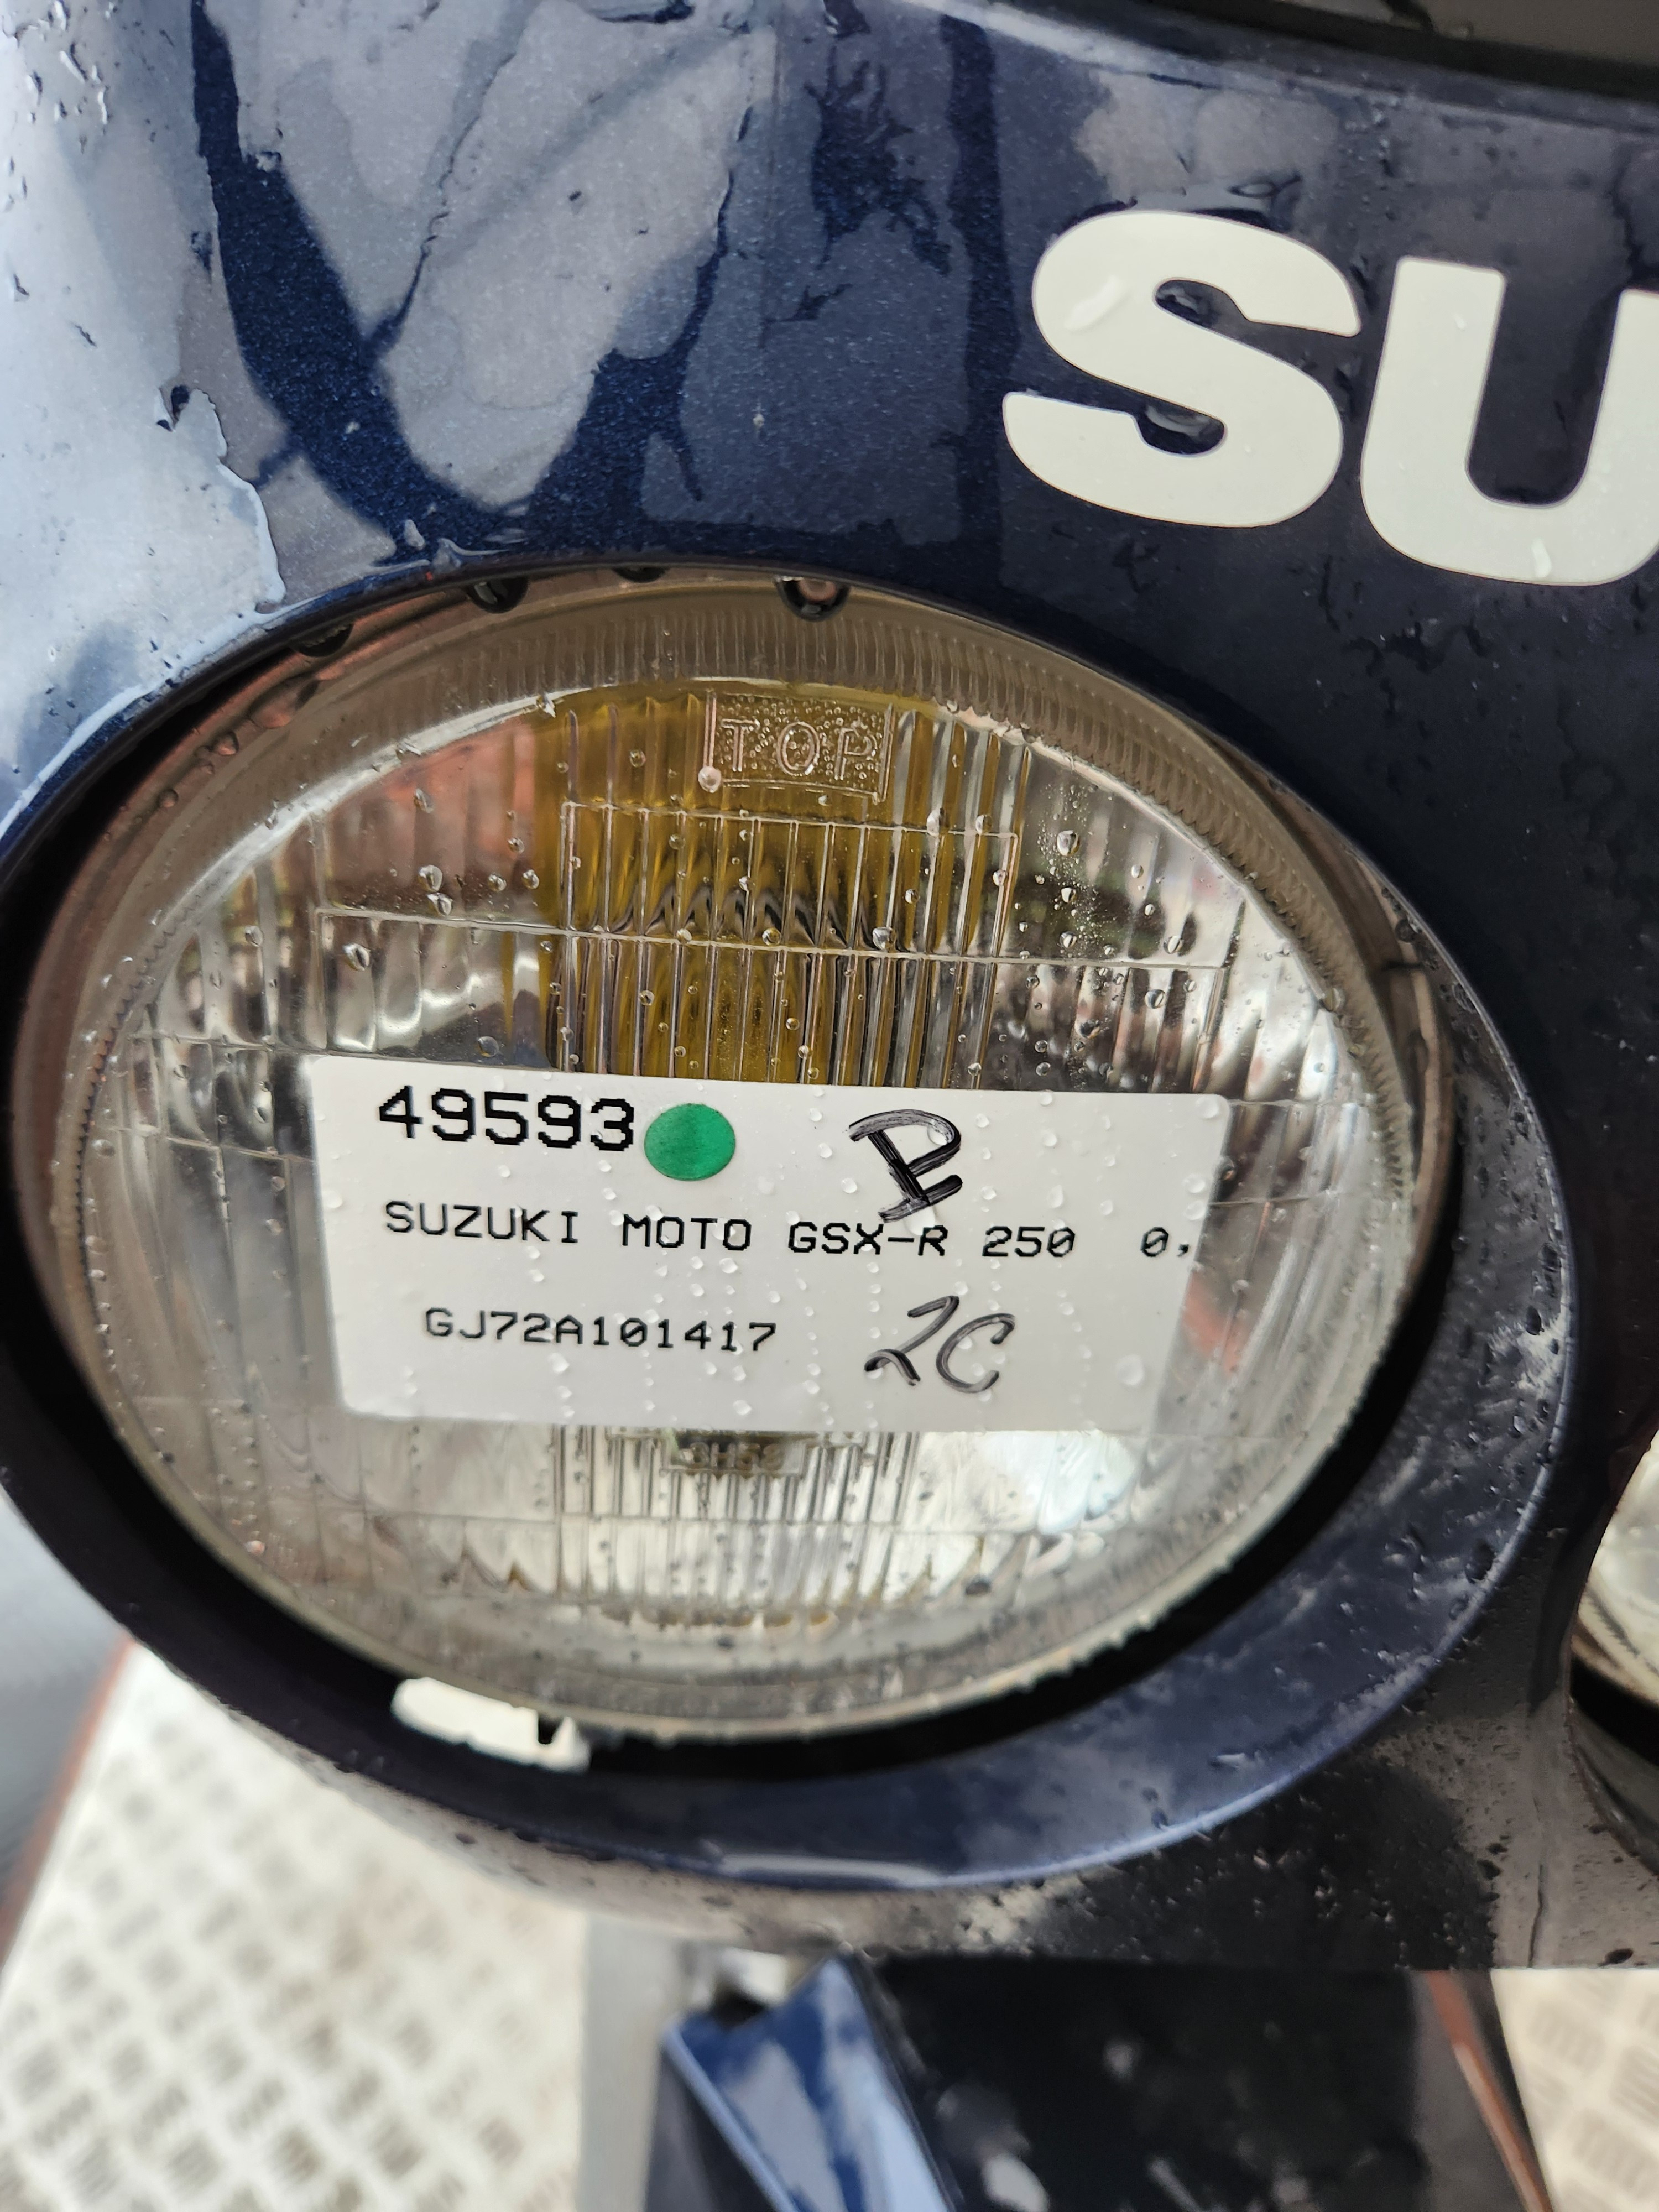 SU
TOP
49593 P
SUZUKI MOTO GSX-R 250 0,
GJ72A101417 2C